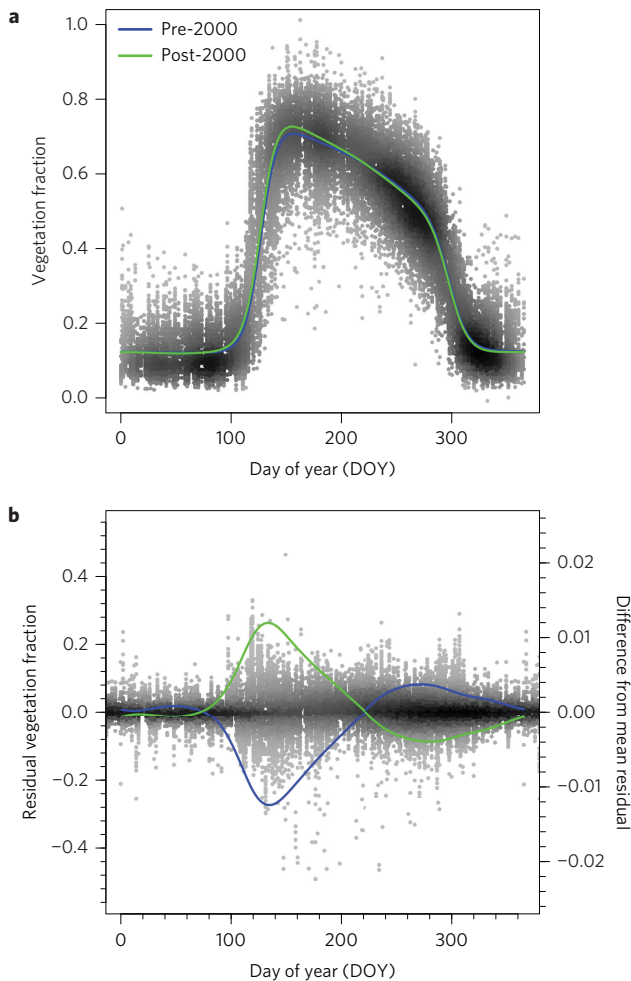 a
Pre-2000
Post-2000
1.0
0.8
0.6
0.4
0.2
0.0
Vegetation fraction
0 100 200 300
Day of year (DOY)
b
0.4
0.2
0.0
−0.2
−0.4
Residual vegetation fraction
0.02
0.01
0.00
−0.01
−0.02
Difference from mean residual
0 100 200 300
Day of year (DOY)